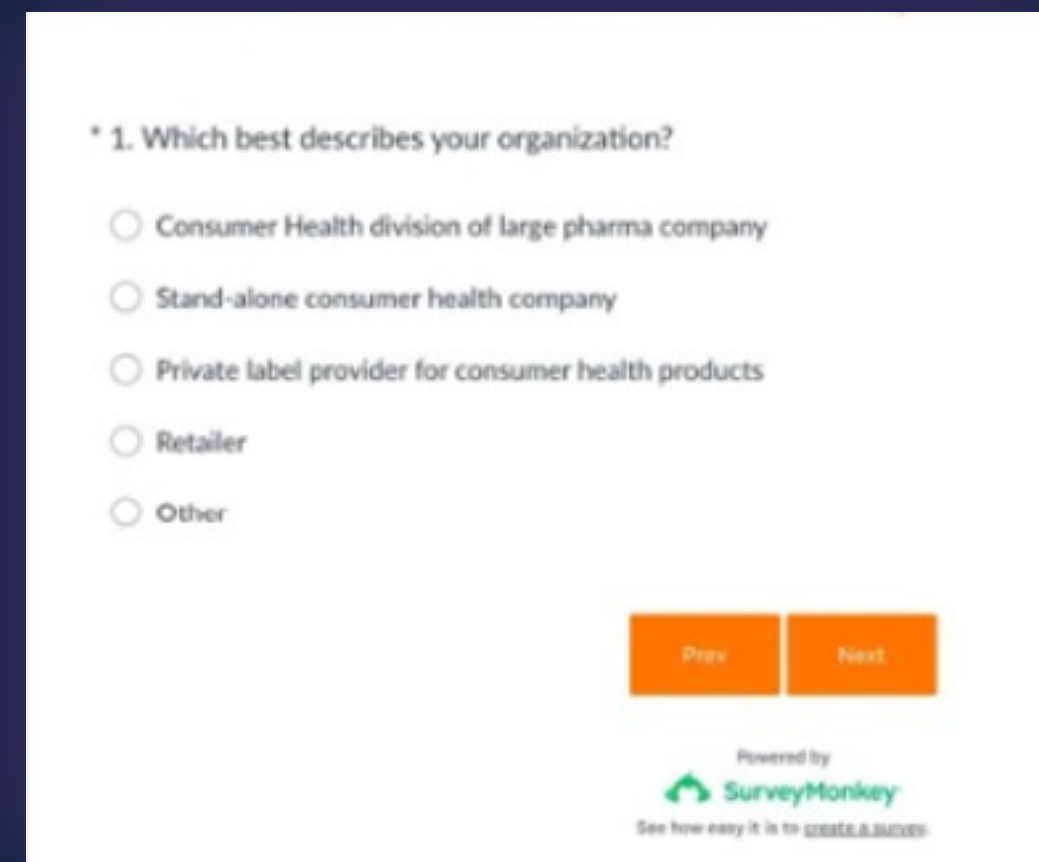 * 1. Which best describes your organization?
Consumer Health division of large pharma company
Stand-alone consumer health company
Private label provider for consumer health products
Retailer
Other
Prev
Next
Powered by
SurveyMonkey
See how easy it is to create a survey.